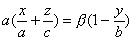 α(x/a + z/c) = β(1 − y/b)